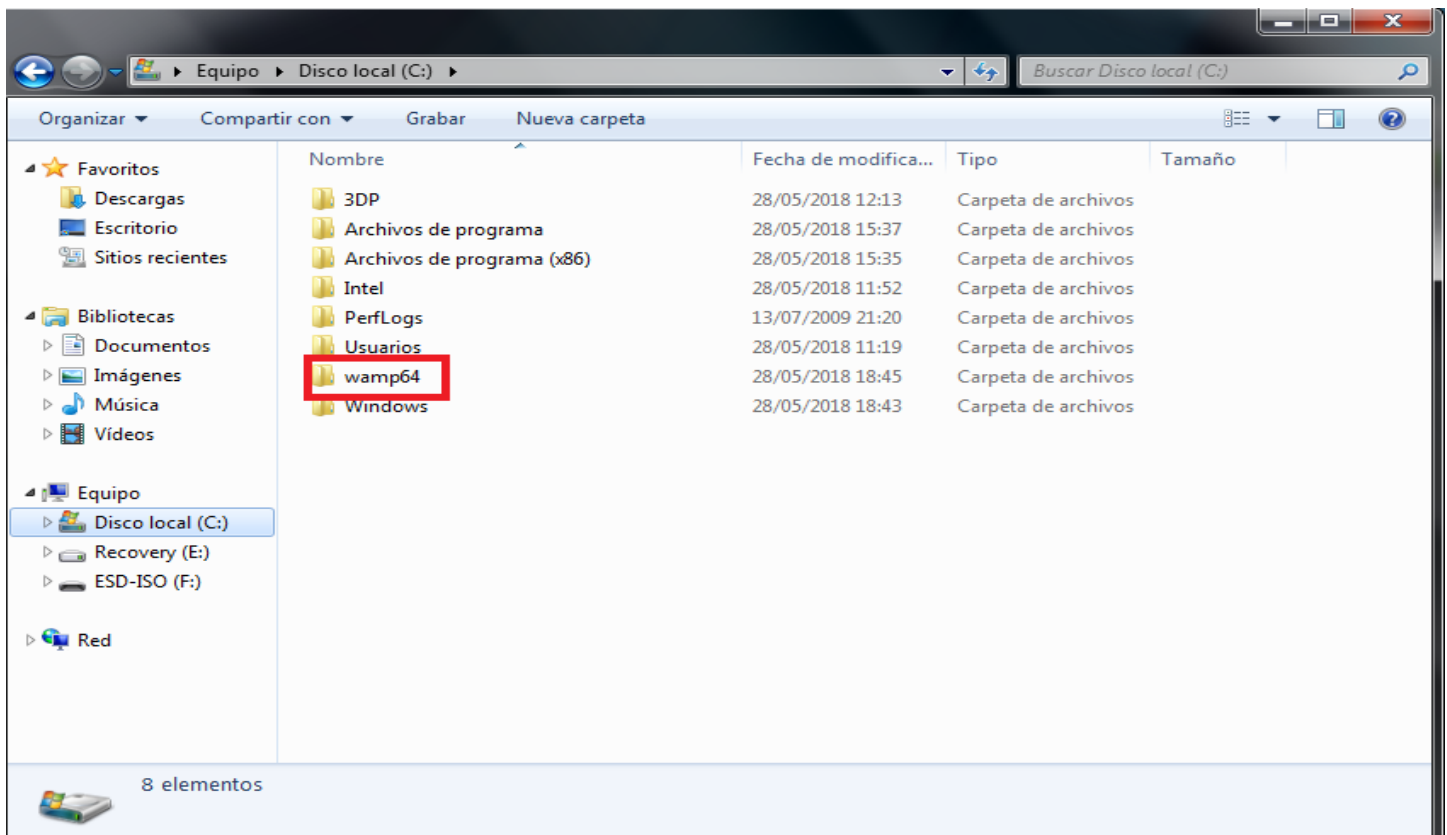 Equipo Disco local (C:) Buscar Disco local (C:)
Organizar Compartir con Grabar Nueva carpeta
Favoritos
Descargas
Escritorio
Sitios recientes
Bibliotecas
Documentos
Imágenes
Música
Vídeos
Equipo
Disco local (C:)
Recovery (E:)
ESD-ISO (F:)
Red
Nombre Fecha de modifica... Tipo Tamaño
3DP 28/05/2018 12:13 Carpeta de archivos
Archivos de programa 28/05/2018 15:37 Carpeta de archivos
Archivos de programa (x86) 28/05/2018 15:35 Carpeta de archivos
Intel 28/05/2018 11:52 Carpeta de archivos
PerfLogs 13/07/2009 21:20 Carpeta de archivos
Usuarios 28/05/2018 11:19 Carpeta de archivos
wamp64 28/05/2018 18:45 Carpeta de archivos
Windows 28/05/2018 18:43 Carpeta de archivos
8 elementos